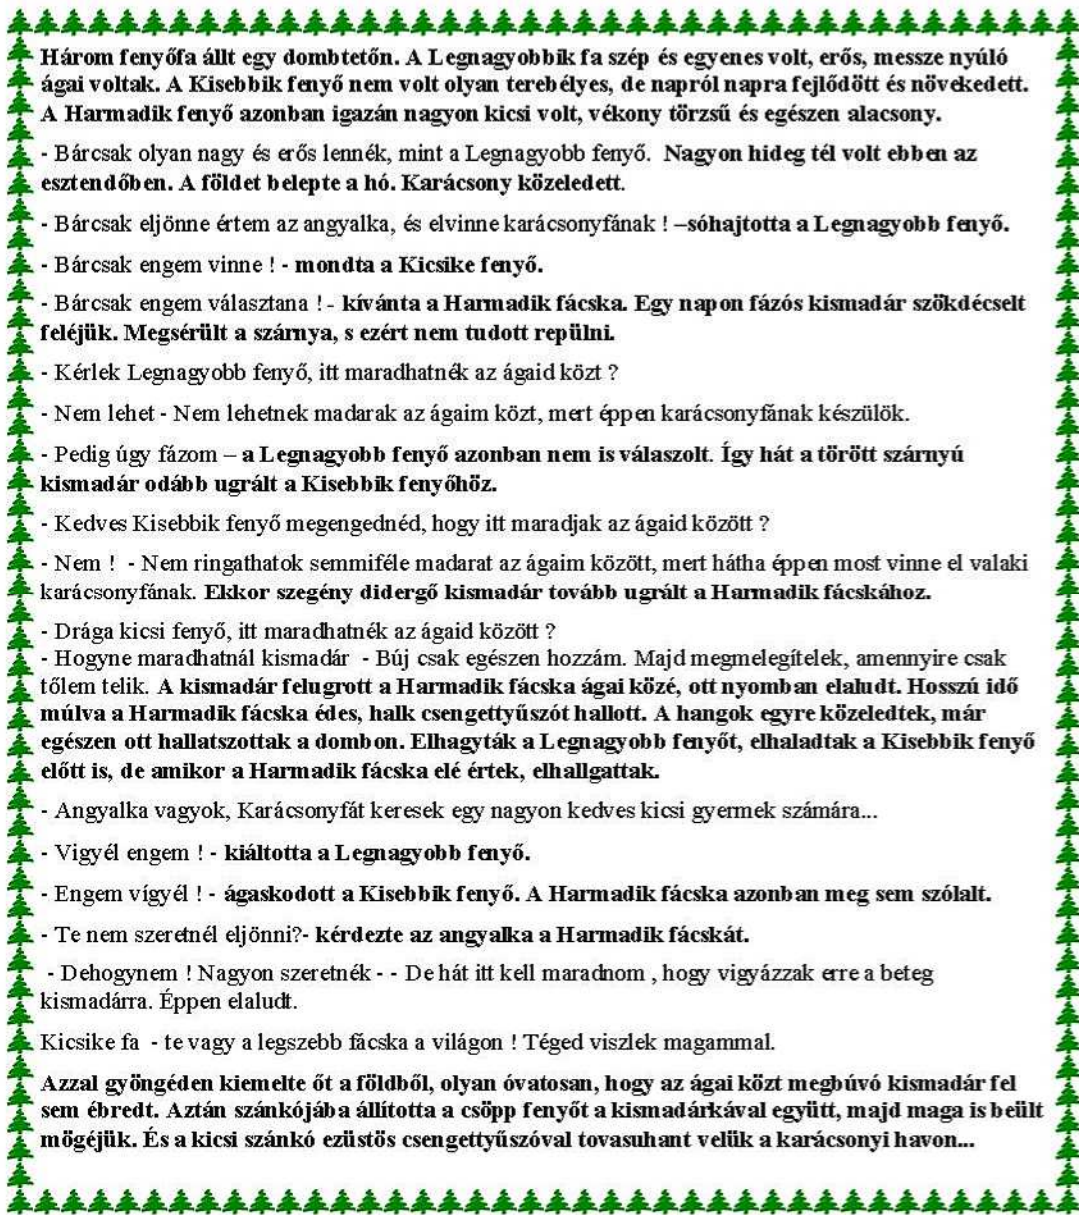 Három fenyőfa állt egy dombtetőn. A Legnagyobbik fa szép és egyenes volt, erős, messze nyúló
ágai voltak. A Kisebbik fenyő nem volt olyan terebélyes, de napról napra fejlődött és növekedett.
A Harmadik fenyő azonban igazán nagyon kicsi volt, vékony törzsű és egészen alacsony.
- Bárcsak olyan nagy és erős lennék, mint a Legnagyobb fenyő. Nagyon hideg tél volt ebben az
esztendőben. A földet belepte a hó. Karácsony közeledett.
- Bárcsak eljönne értem az angyalka, és elvinne karácsonyfának ! –sóhajtotta a Legnagyobb fenyő.
- Bárcsak engem vinne ! - mondta a Kicsike fenyő.
- Bárcsak engem választana ! - kívánta a Harmadik fácska. Egy napon fázós kismadár szökdécselt
feléjük. Megsérült a szárnya, s ezért nem tudott repülni.
- Kérlek Legnagyobb fenyő, itt maradhatnék az ágaid közt ?
- Nem lehet - Nem lehetnek madarak az ágaim közt, mert éppen karácsonyfának készülök.
- Pedig úgy fázom – a Legnagyobb fenyő azonban nem is válaszolt. Így hát a törött szárnyú
kismadár odább ugrált a Kisebbik fenyőhöz.
- Kedves Kisebbik fenyő megengednéd, hogy itt maradjak az ágaid között ?
- Nem ! - Nem ringathatok semmiféle madarat az ágaim között, mert hátha éppen most vinne el valaki
karácsonyfának. Ekkor szegény didergő kismadár tovább ugrált a Harmadik fácskához.
- Drága kicsi fenyő, itt maradhatnék az ágaid között ?
- Hogyne maradhatnál kismadár - Búj csak egészen hozzám. Majd megmelegítelek, amennyire csak
tőlem telik. A kismadár felugrott a Harmadik fácska ágai közé, ott nyomban elaludt. Hosszú idő
múlva a Harmadik fácska édes, halk csengettyűszót hallott. A hangok egyre közeledtek, már
egészen ott hallatszottak a dombon. Elhagyták a Legnagyobb fenyőt, elhaladtak a Kisebbik fenyő
előtt is, de amikor a Harmadik fácska elé értek, elhallgattak.
- Angyalka vagyok, Karácsonyfát keresek egy nagyon kedves kicsi gyermek számára...
- Vigyél engem ! - kiáltotta a Legnagyobb fenyő.
- Engem vígyél ! - ágaskodott a Kisebbik fenyő. A Harmadik fácska azonban meg sem szólalt.
- Te nem szeretnél eljönni?- kérdezte az angyalka a Harmadik fácskát.
- Dehogynem ! Nagyon szeretnék - - De hát itt kell maradnom , hogy vigyázzak erre a beteg
kismadárra. Éppen elaludt.
Kicsike fa - te vagy a legszebb fácska a világon ! Téged viszlek magammal.
Azzal gyöngéden kiemelte őt a földből, olyan óvatosan, hogy az ágai közt megbúvó kismadár fel
sem ébredt. Aztán szánkójába állította a csöpp fenyőt a kismadárkával együtt, majd maga is beült
mögéjük. És a kicsi szánkó ezüstös csengettyűszóval tovasuhant velük a karácsonyi havon...